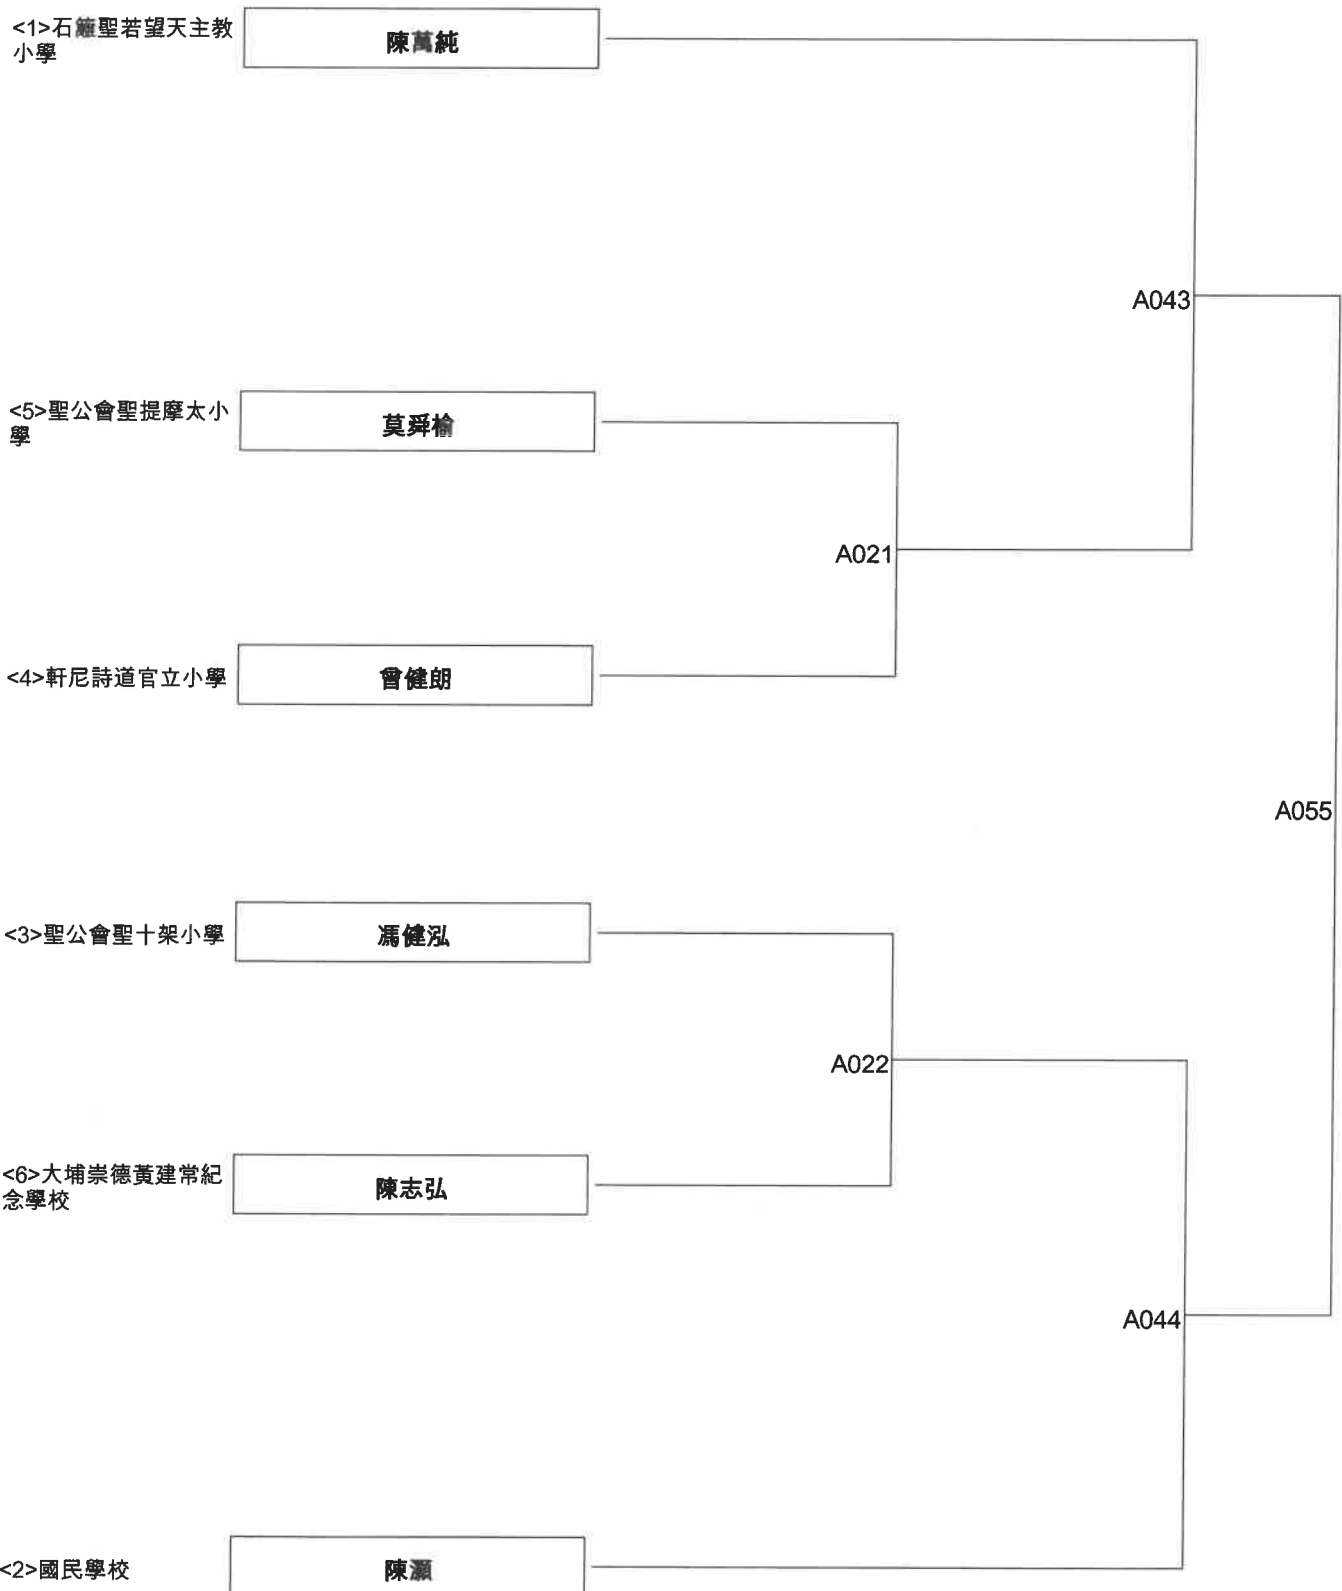 <1>石籬聖若望天主教
小學
陳萬純
A043
<5>聖公會聖提摩太小
學
莫舜榆
A021
<4>軒尼詩道官立小學
曾健朗
A055
<3>聖公會聖十架小學
馮健泓
A022
<6>大埔崇德黃建常紀
念學校
陳志弘
A044
<2>國民學校
陳灝